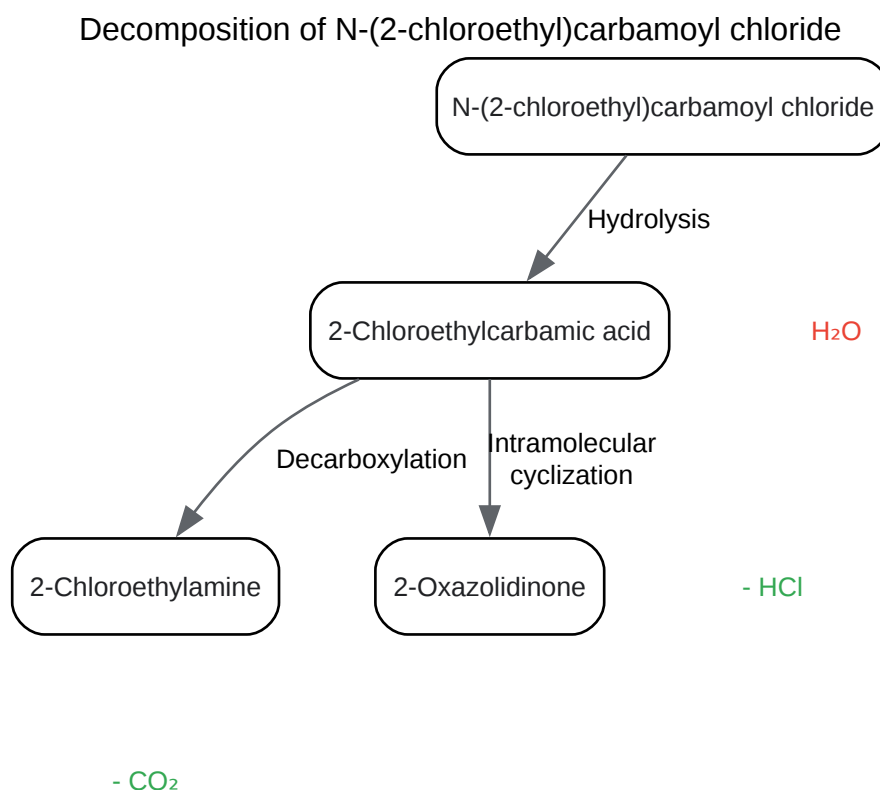 Decomposition of N-(2-chloroethyl)carbamoyl chloride
N-(2-chloroethyl)carbamoyl chloride
Hydrolysis
2-Chloroethylcarbamic acid
H₂O
Decarboxylation
Intramolecular
cyclization
2-Chloroethylamine
2-Oxazolidinone
- HCl
- CO₂